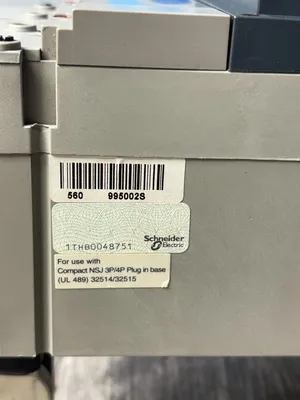 560 995002S
Schneider
Electric
1THB0048751
For use with
Compact NSJ 3P/4P Plug in base
(UL 489) 32514/32515